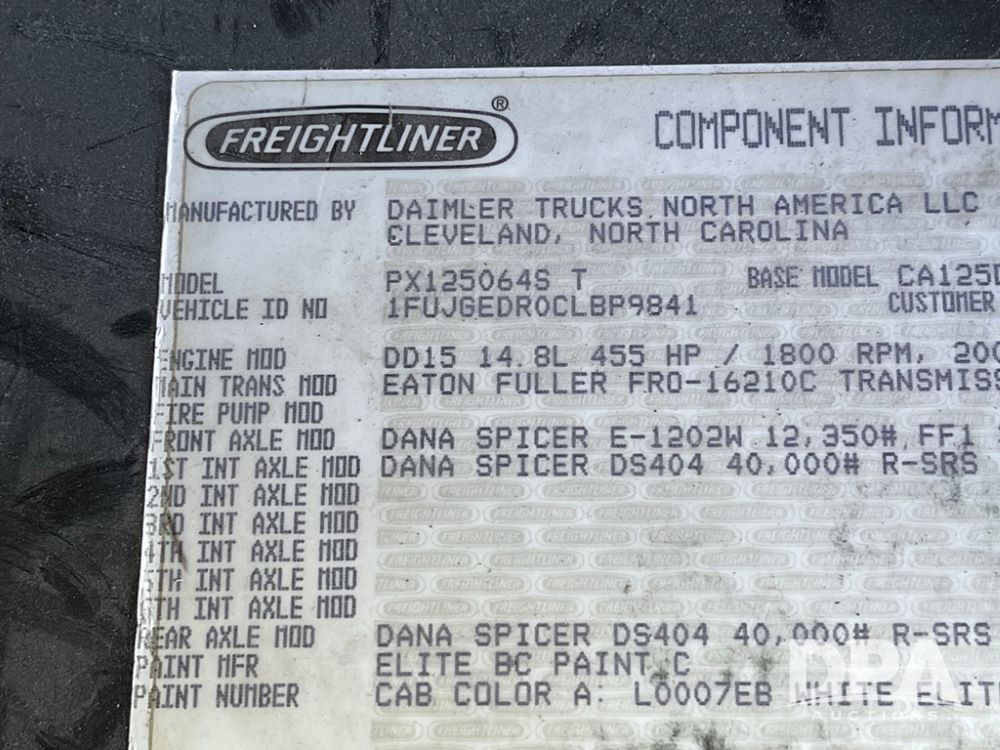 FREIGHTLINER ®
COMPONENT INFORM
MANUFACTURED BY DAIMLER TRUCKS NORTH AMERICA LLC
CLEVELAND, NORTH CAROLINA
MODEL PX125064S T BASE MODEL CA125D
VEHICLE ID NO 1FUJGEDR0CLBP9841 CUSTOMER
ENGINE MOD DD15 14.8L 455 HP / 1800 RPM, 200
MAIN TRANS MOD EATON FULLER FRO-16210C TRANSMISS
FIRE PUMP MOD
FRONT AXLE MOD DANA SPICER E-1202W 12,350# FF1
1ST INT AXLE MOD DANA SPICER DS404 40,000# R-SRS
2ND INT AXLE MOD
3RD INT AXLE MOD
4TH INT AXLE MOD
5TH INT AXLE MOD
6TH INT AXLE MOD
REAR AXLE MOD DANA SPICER DS404 40,000# R-SRS
PAINT MFR ELITE BC PAINT C
PAINT NUMBER CAB COLOR A: L0007EB WHITE ELIT
DPA
AUCTIONS